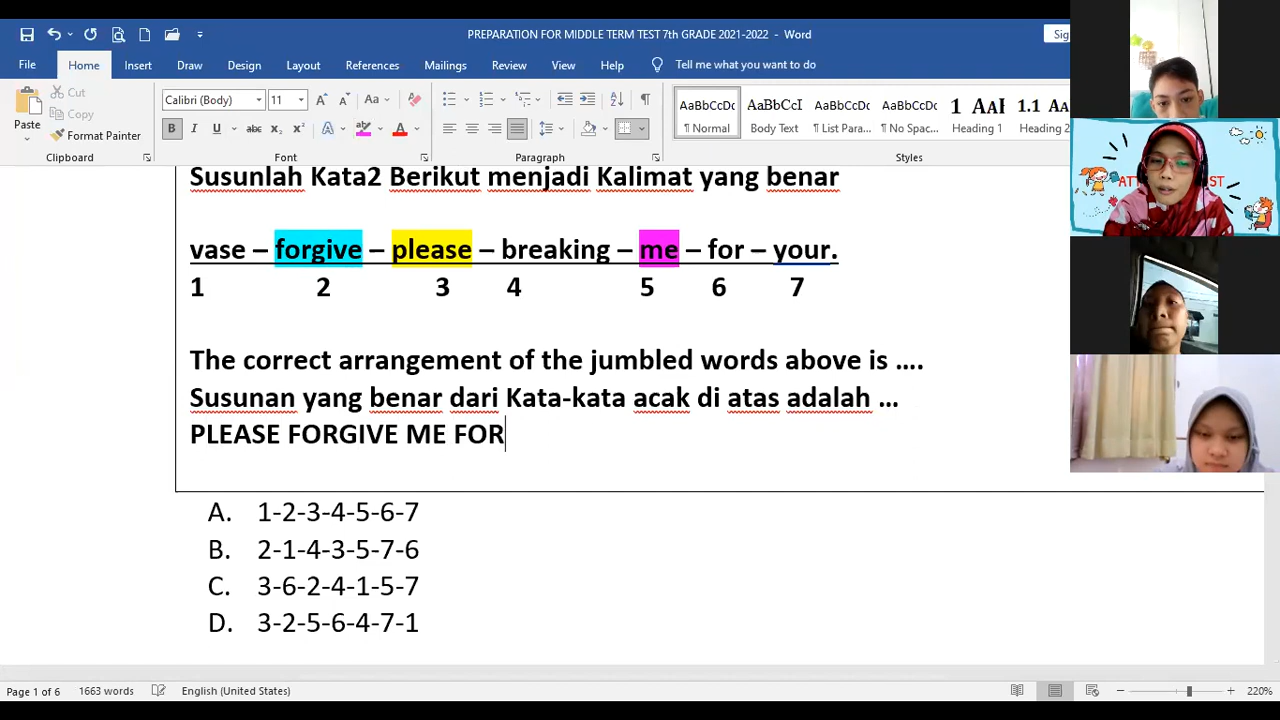 PREPARATION FOR MIDDLE TERM TEST 7th GRADE 2021-2022 - Word
File Home Insert Draw Design Layout References Mailings Review View Help Tell me what you want to do
Paste
Cut
Copy
Format Painter
Calibri (Body) 11
Aa
B I U abc x₂ x² A A
AaBbCcDc AaBbCcI AaBbCcDc AaBbCcDc 1 AaI 1.1 Aa
Normal Body Text List Para... No Spac... Heading 1 Heading 2
Clipboard Font Paragraph Styles
Susunlah Kata2 Berikut menjadi Kalimat yang benar
vase – forgive – please – breaking – me – for – your.
1 2 3 4 5 6 7
The correct arrangement of the jumbled words above is ….
Susunan yang benar dari Kata-kata acak di atas adalah …
PLEASE FORGIVE ME FOR
A. 1-2-3-4-5-6-7
B. 2-1-4-3-5-7-6
C. 3-6-2-4-1-5-7
D. 3-2-5-6-4-7-1
Page 1 of 6 1663 words English (United States) 220%